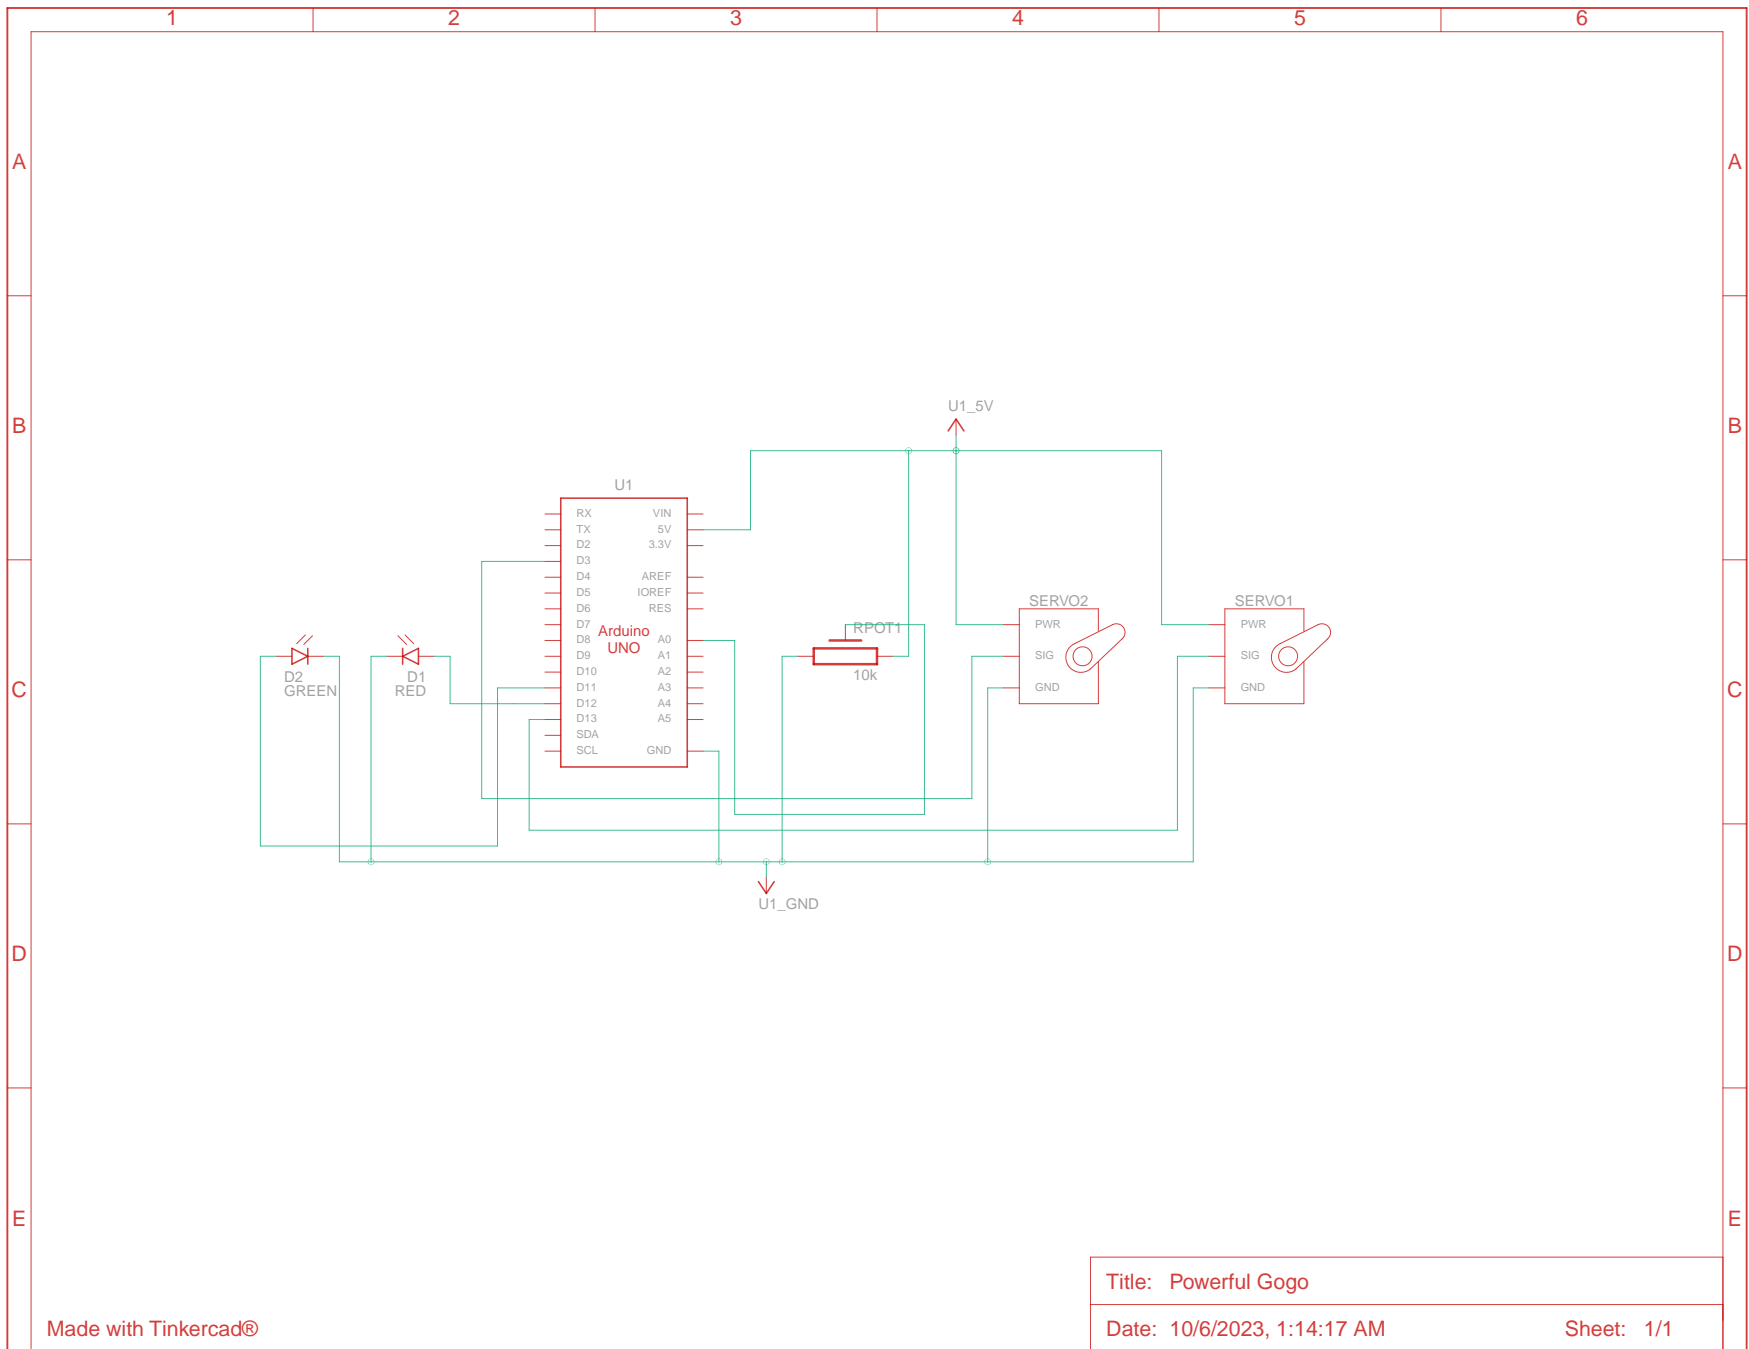 1 2 3 4 5 6
A A
B B
U1_5V
U1
RX VIN
TX 5V
D2 3.3V
D3
D4 AREF
D5 IOREF
D6 RES
D7
D8 A0
D9 A1
D10 A2
D11 A3
D12 A4
D13 A5
SDA
SCL GND
Arduino
UNO
D2
GREEN
D1
RED
RPOT1
10k
SERVO2
PWR
SIG
GND
SERVO1
PWR
SIG
GND
C C
U1_GND
D D
E E
Title: Powerful Gogo
Made with Tinkercad®
Date: 10/6/2023, 1:14:17 AM Sheet: 1/1